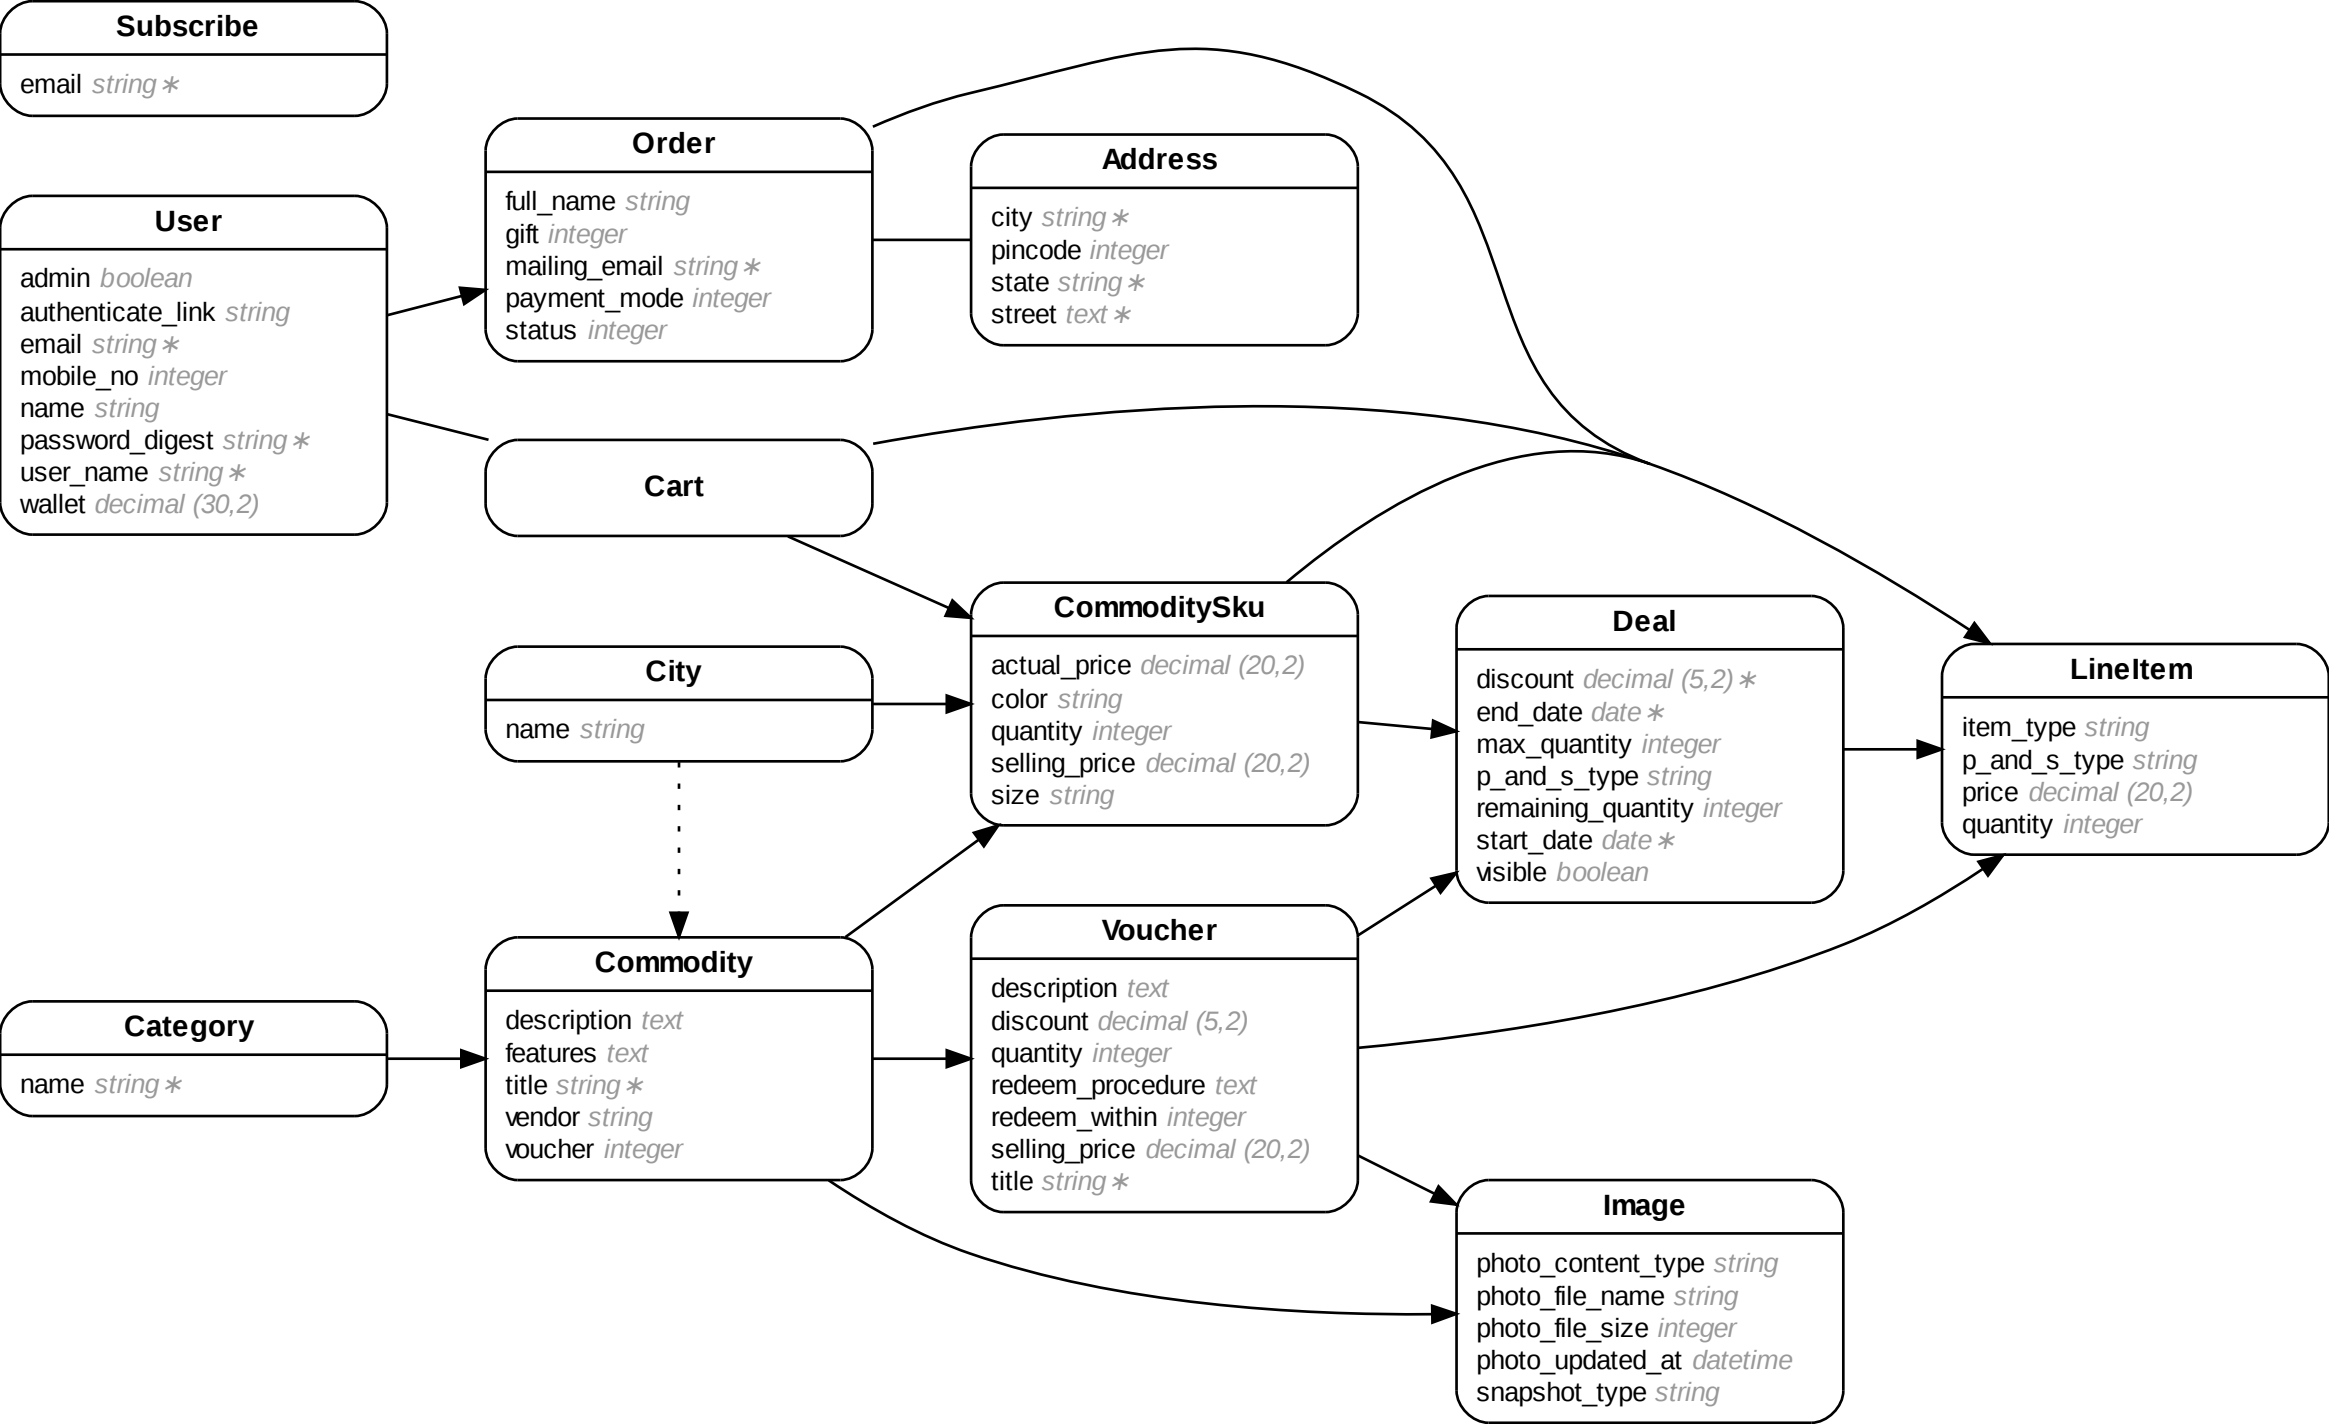 Subscribe
email string∗
User
admin boolean
authenticate_link string
email string∗
mobile_no integer
name string
password_digest string∗
user_name string∗
wallet decimal (30,2)
Category
name string∗
Order
full_name string
gift integer
mailing_email string∗
payment_mode integer
status integer
Cart
City
name string
Commodity
description text
features text
title string∗
vendor string
voucher integer
Address
city string∗
pincode integer
state string∗
street text∗
CommoditySku
actual_price decimal (20,2)
color string
quantity integer
selling_price decimal (20,2)
size string
Voucher
description text
discount decimal (5,2)
quantity integer
redeem_procedure text
redeem_within integer
selling_price decimal (20,2)
title string∗
Deal
discount decimal (5,2)∗
end_date date∗
max_quantity integer
p_and_s_type string
remaining_quantity integer
start_date date∗
visible boolean
Image
photo_content_type string
photo_file_name string
photo_file_size integer
photo_updated_at datetime
snapshot_type string
LineItem
item_type string
p_and_s_type string
price decimal (20,2)
quantity integer